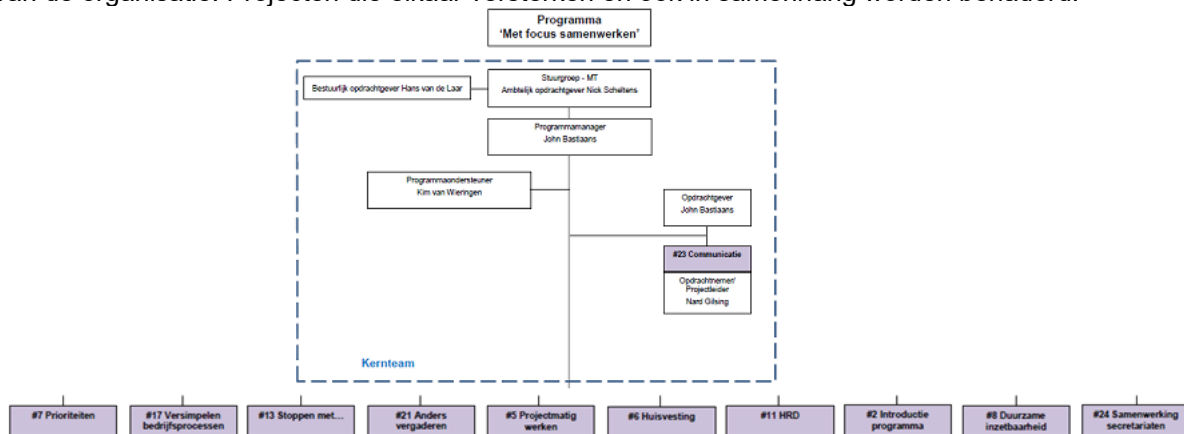 van de organisatie. Projecten die elkaar versterken en ook in samenhang worden behandeld.
Programma
‘Met focus samenwerken’
Stuurgroep - MT
Ambtelijk opdrachtgever Nick Scheltens
Bestuurlijk opdrachtgever Hans van de Laar
Programmamanager
John Bastiaans
Programmaondersteuner
Kim van Wieringen
Opdrachtgever
John Bastiaans
#23 Communicatie
Opdrachtnemer/
Projectleider
Nard Gilsing
Kernteam
#7 Prioriteiten
#17 Versimpelen
bedrijfsprocessen
#13 Stoppen met…
#21 Anders
vergaderen
#5 Projectmatig
werken
#6 Huisvesting
#11 HRD
#2 Introductie
programma
#8 Duurzame
inzetbaarheid
#24 Samenwerking
secretariaten